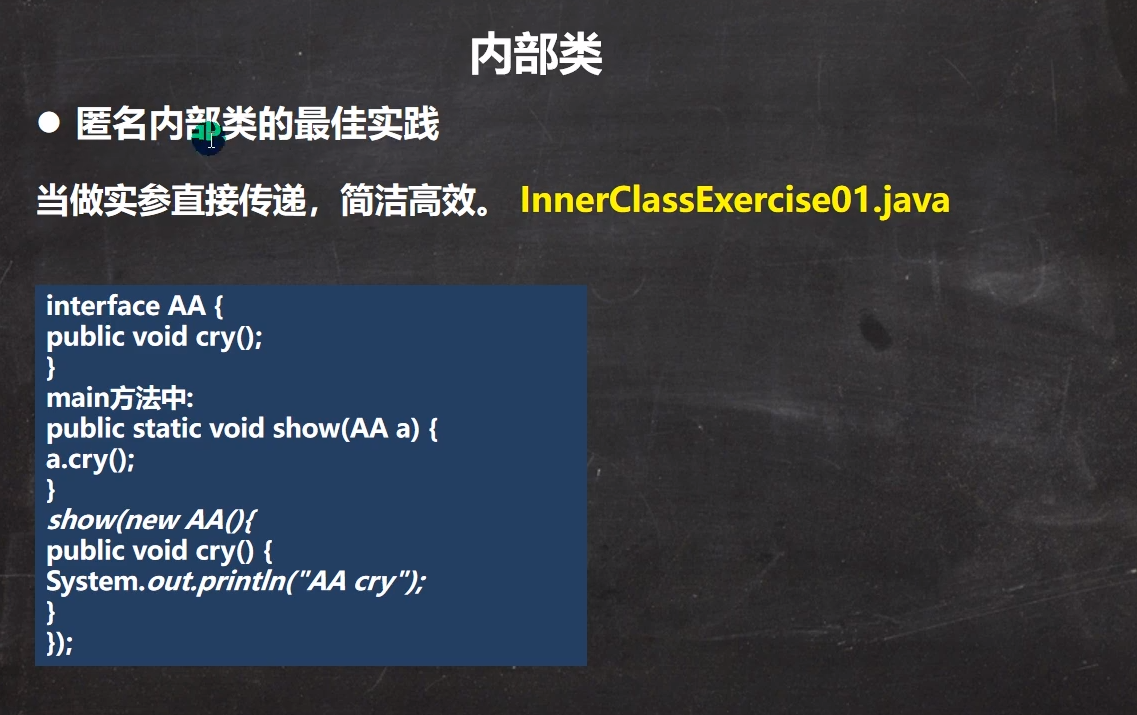 内部类
● 匿名内部类的最佳实践
当做实参直接传递，简洁高效。 InnerClassExercise01.java
interface AA {
public void cry();
}
main方法中:
public static void show(AA a) {
a.cry();
}
show(new AA(){
public void cry() {
System.out.println("AA cry");
}
});